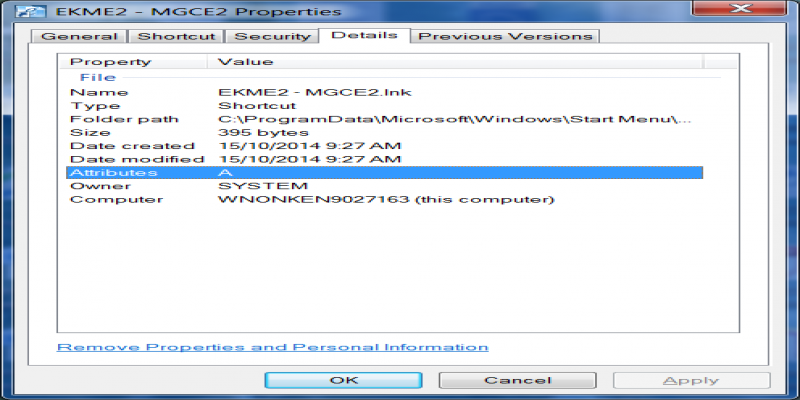 EKME2 - MGCE2 Properties
General Shortcut Security Details Previous Versions
Property Value
File
Name EKME2 - MGCE2.lnk
Type Shortcut
Folder path C:\ProgramData\Microsoft\Windows\Start Menu\...
Size 395 bytes
Date created 15/10/2014 9:27 AM
Date modified 15/10/2014 9:27 AM
Attributes A
Owner SYSTEM
Computer WNONKEN9027163 (this computer)
Remove Properties and Personal Information
OK Cancel Apply